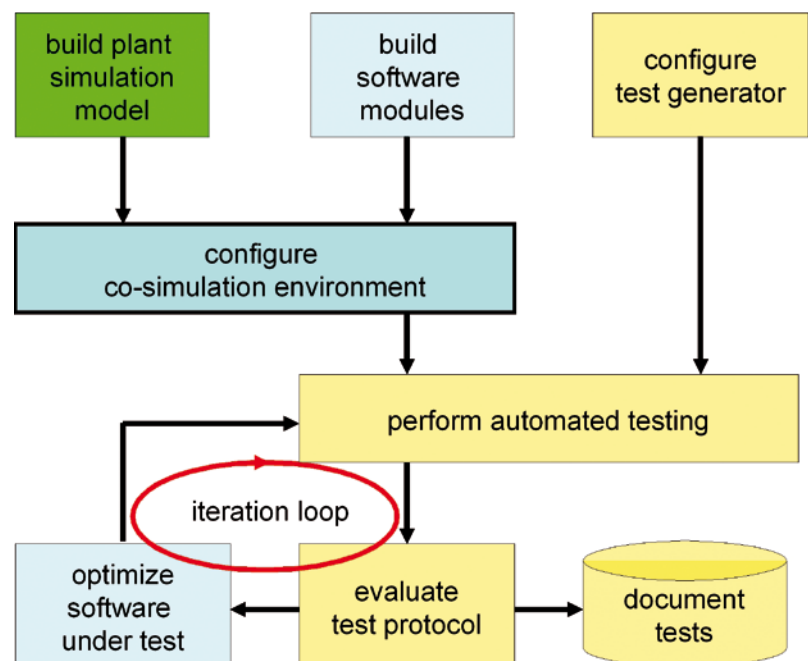 build plant
simulation
model
build
software
modules
configure
test generator
configure
co-simulation environment
perform automated testing
iteration loop
optimize
software
under test
evaluate
test protocol
document
tests